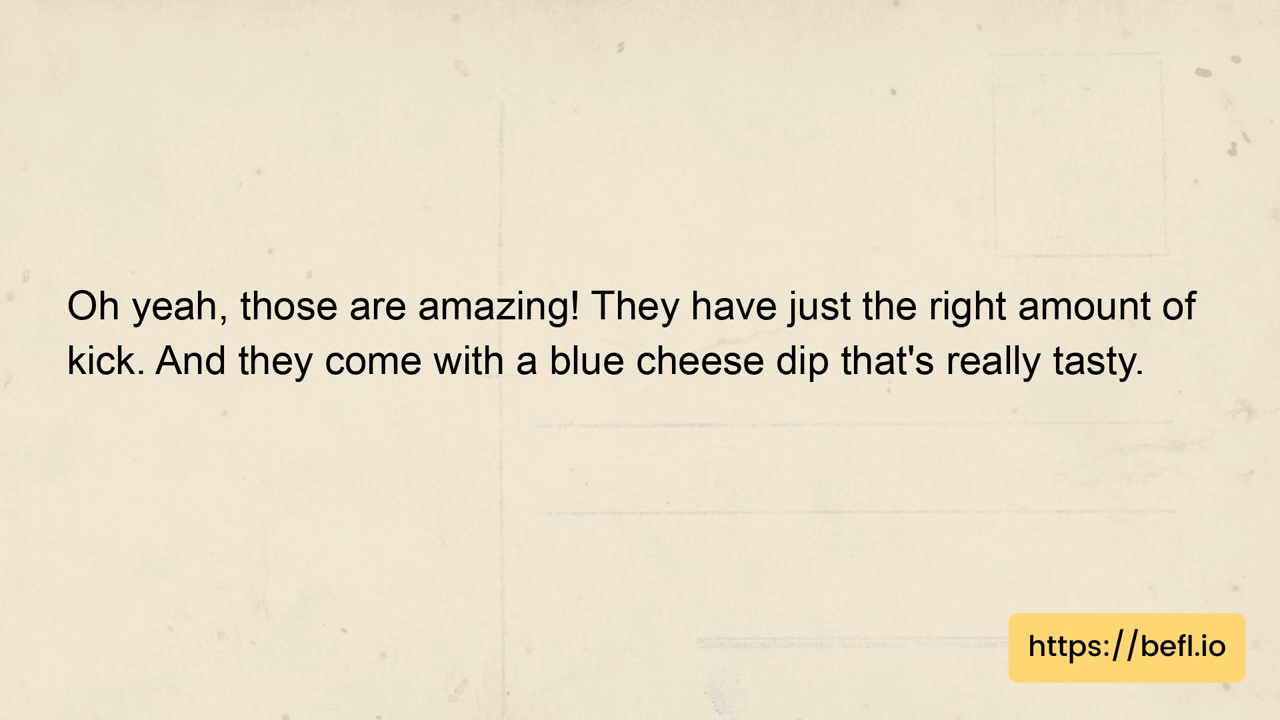 Oh yeah, those are amazing! They have just the right amount of
kick. And they come with a blue cheese dip that's really tasty.
https://befl.io